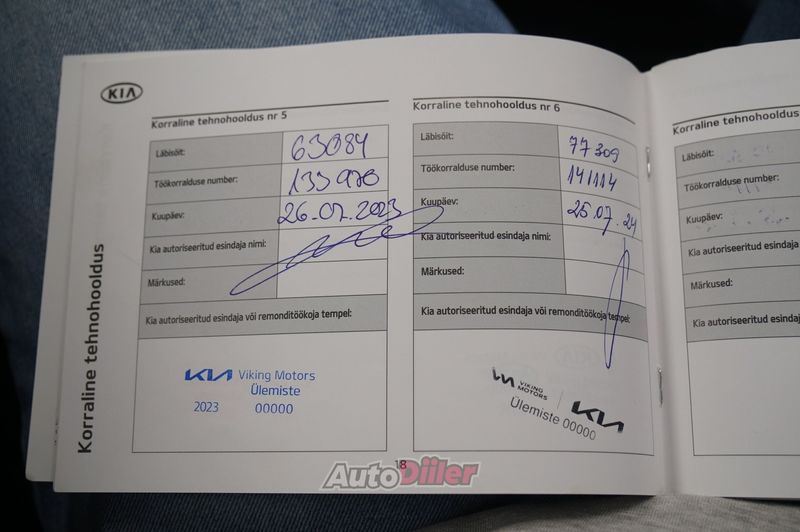 KIA
Korraline tehnohooldus
Korraline tehnohooldus nr 5
Läbisõit: 63084
Töökorralduse number: 133970
Kuupäev: 26.07.2023
Kia autoriseeritud esindaja nimi:
Märkused:
Kia autoriseeritud esindaja või remonditöökoja tempel:
KIA Viking Motors
Ülemiste
2023 00000
Korraline tehnohooldus nr 6
Läbisõit: 77309
Töökorralduse number: 141114
Kuupäev: 25.07.24
Kia autoriseeritud esindaja nimi:
Märkused:
Kia autoriseeritud esindaja või remonditöökoja tempel:
VIKING MOTORS | KIA
Ülemiste 00000
Korraline tehnohooldus
Läbisõit:
Töökorralduse number:
Kuupäev:
Kia autoriseeritud esindaja
Märkused:
Kia autoriseeritud esindaja
18
AutoDiiler